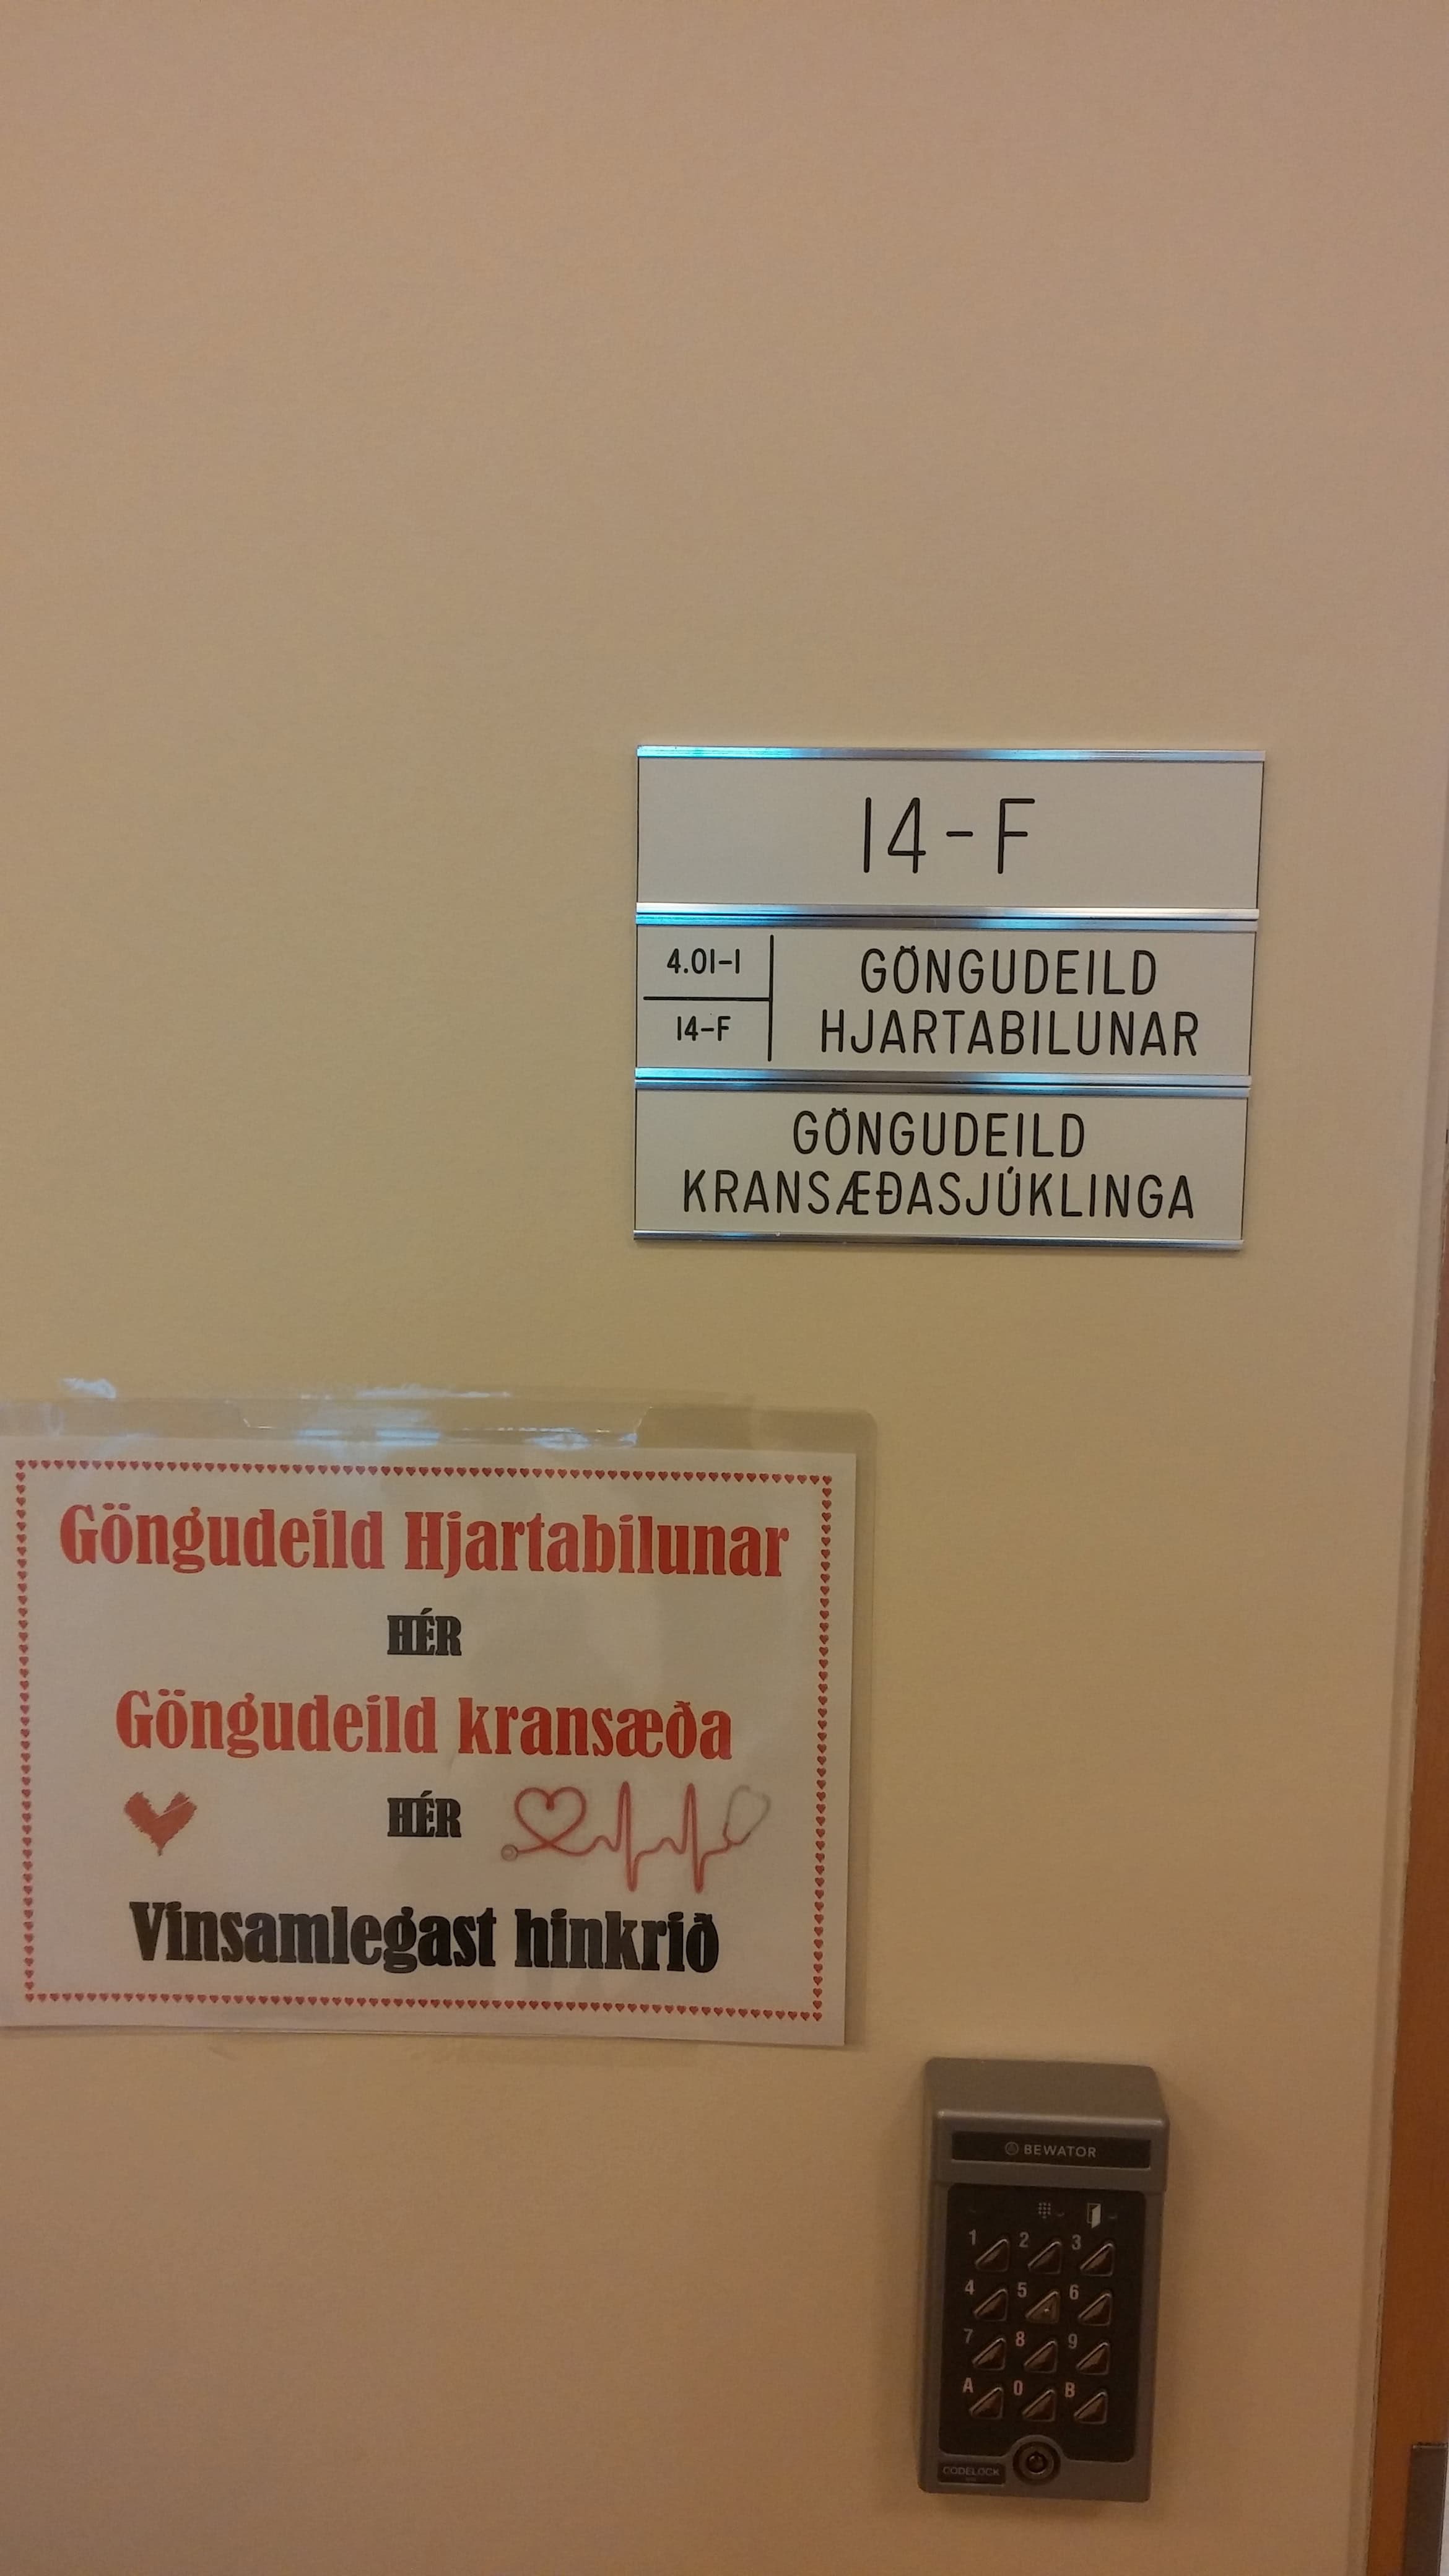 14-F
4.01-1
14-F
GÖNGUDEILD
HJARTABILUNAR
GÖNGUDEILD
KRANSÆÐASJÚKLINGA
Göngudeild Hjartabilunar
HÉR
Göngudeild kransæða
HÉR
Vinsamlegast hinkrið
BEWATOR
1 2 3
4 5 6
7 8 9
A 0 B
CODELOCK